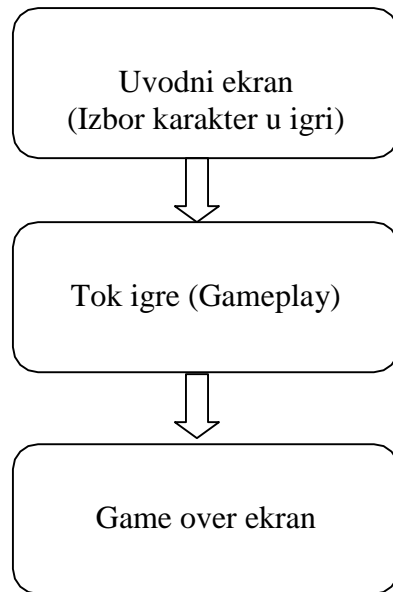 Uvodni ekran
(Izbor karakter u igri)
Tok igre (Gameplay)
Game over ekran